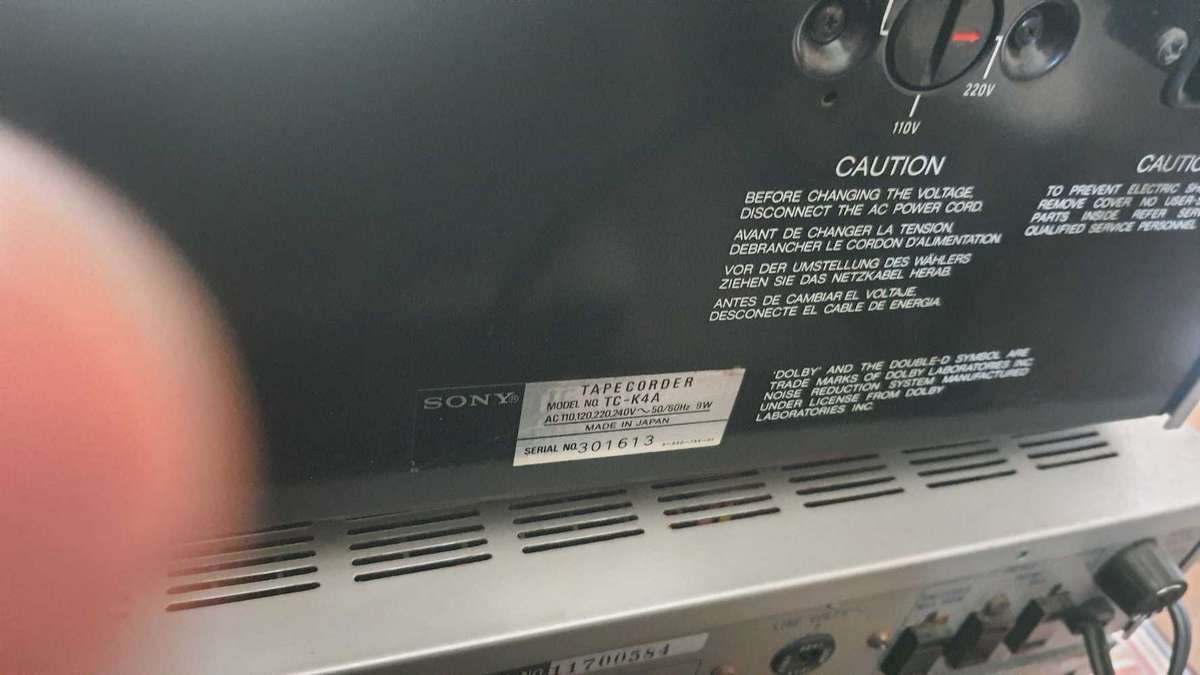 220V
110V
CAUTION
BEFORE CHANGING THE VOLTAGE,
DISCONNECT THE AC POWER CORD.
AVANT DE CHANGER LA TENSION,
DEBRANCHER LE CORDON D'ALIMENTATION.
VOR DER UMSTELLUNG DES WÄHLERS
ZIEHEN SIE DAS NETZKABEL HERAB.
ANTES DE CAMBIAR EL VOLTAJE,
DESCONECTE EL CABLE DE ENERGIA.
CAUTIO
TO PREVENT ELECTRIC SH
REMOVE COVER NO USER-S
PARTS INSIDE REFER SER
QUALIFIED SERVICE PERSONNEL
'DOLBY' AND THE DOUBLE-D SYMBOL ARE
TRADE MARKS OF DOLBY LABORATORIES INC.
NOISE REDUCTION SYSTEM MANUFACTURED
UNDER LICENSE FROM DOLBY
LABORATORIES INC.
SONY®
TAPECORDER
MODEL NO. TC-K4A
AC 110,120,220,240V ~ 50/60Hz 9W
MADE IN JAPAN
SERIAL NO. 301613
NO. 11700584